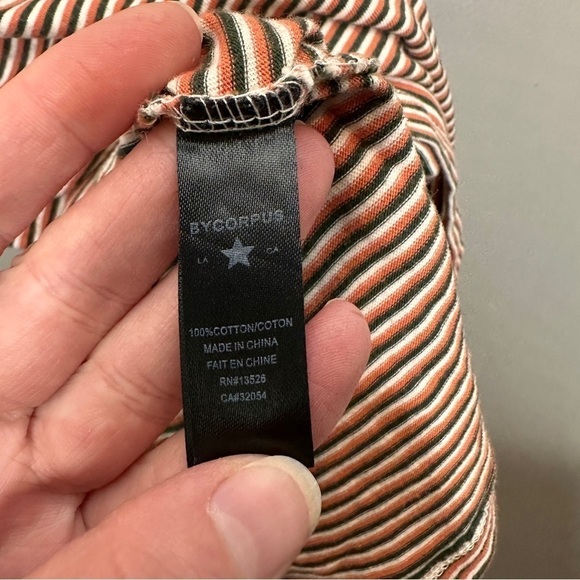 BYCORPUS
LA CA
100%COTTON/COTON
MADE IN CHINA
FAIT EN CHINE
RN#13526
CA#32054